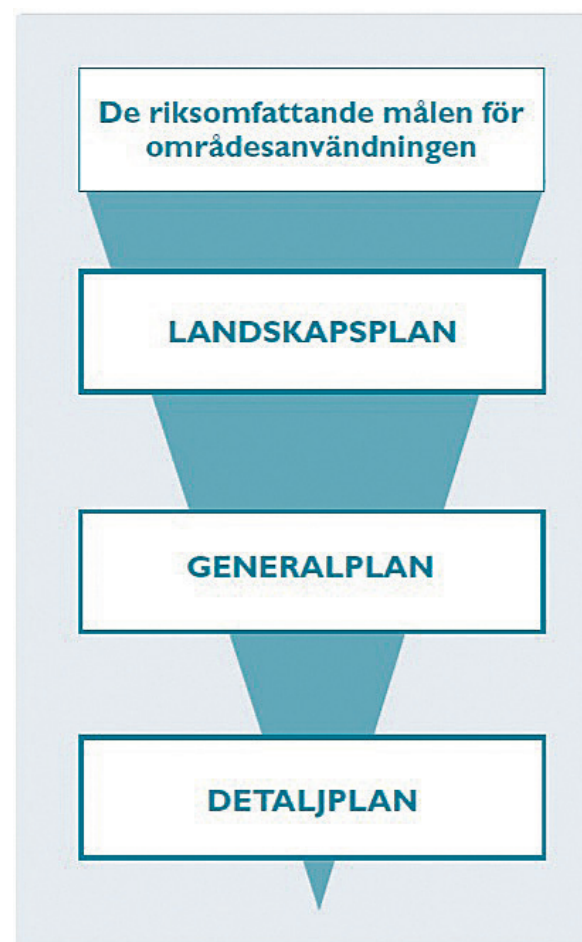 De riksomfattande målen för
områdesanvändningen
LANDSKAPSPLAN
GENERALPLAN
DETALJPLAN